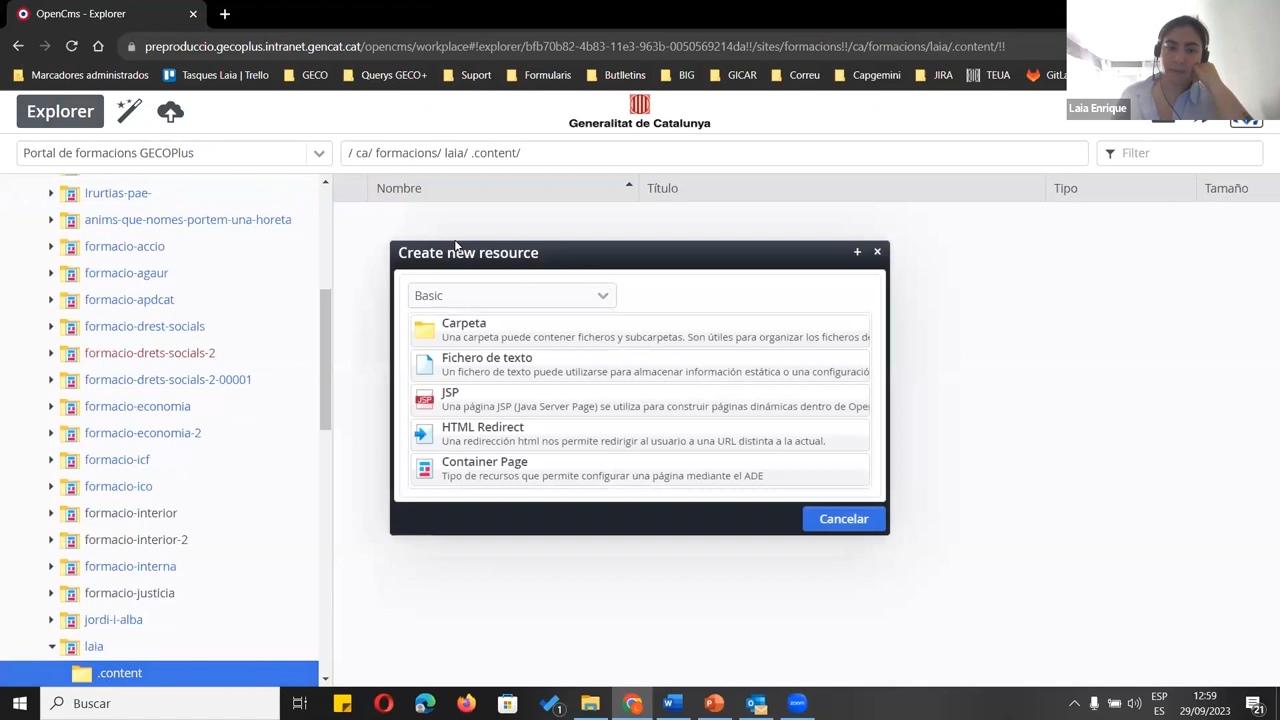 OpenCms - Explorer
preproduccio.gecoplus.intranet.gencat.cat/opencms/workplace#!explorer/bfb70b82-4b83-11e3-963b-0050569214da!!/sites/formacions!!/ca/formacions/laia/.content/!!
Marcadores administrados
Tasques Laia | Trello
GECO
Querys Geco+
Suport
Formularis
Butlletins
BIG
GICAR
Correu
Capgemini
JIRA
TEUA
Laia Enrique
Explorer
Generalitat de Catalunya
Portal de formacions GECOPlus
/ ca/ formacions/ laia/ .content/
Filter
Nombre
Título
Tipo
Tamaño
anims-que-nomes-portem-una-horeta
formacio-accio
formacio-agaur
formacio-apdcat
formacio-drest-socials
formacio-drets-socials-2
formacio-drets-socials-2-00001
formacio-economia
formacio-economia-2
formacio-icf
formacio-ico
formacio-interior
formacio-interior-2
formacio-interna
formacio-justicia
jordi-i-alba
laia
.content
Create new resource
Basic
Carpeta
Una carpeta puede contener ficheros y subcarpetas. Son útiles para organizar los ficheros de
Fichero de texto
Un fichero de texto puede utilizarse para almacenar información estática o una configuració
JSP
Una página JSP (Java Server Page) se utiliza para construir páginas dinámicas dentro de Ope
HTML Redirect
Una redirección html nos permite redirigir al usuario a una URL distinta a la actual.
Container Page
Tipo de recursos que permite configurar una página mediante el ADE
Cancelar
Buscar
ESP
ES
12:59
29/09/2023
21